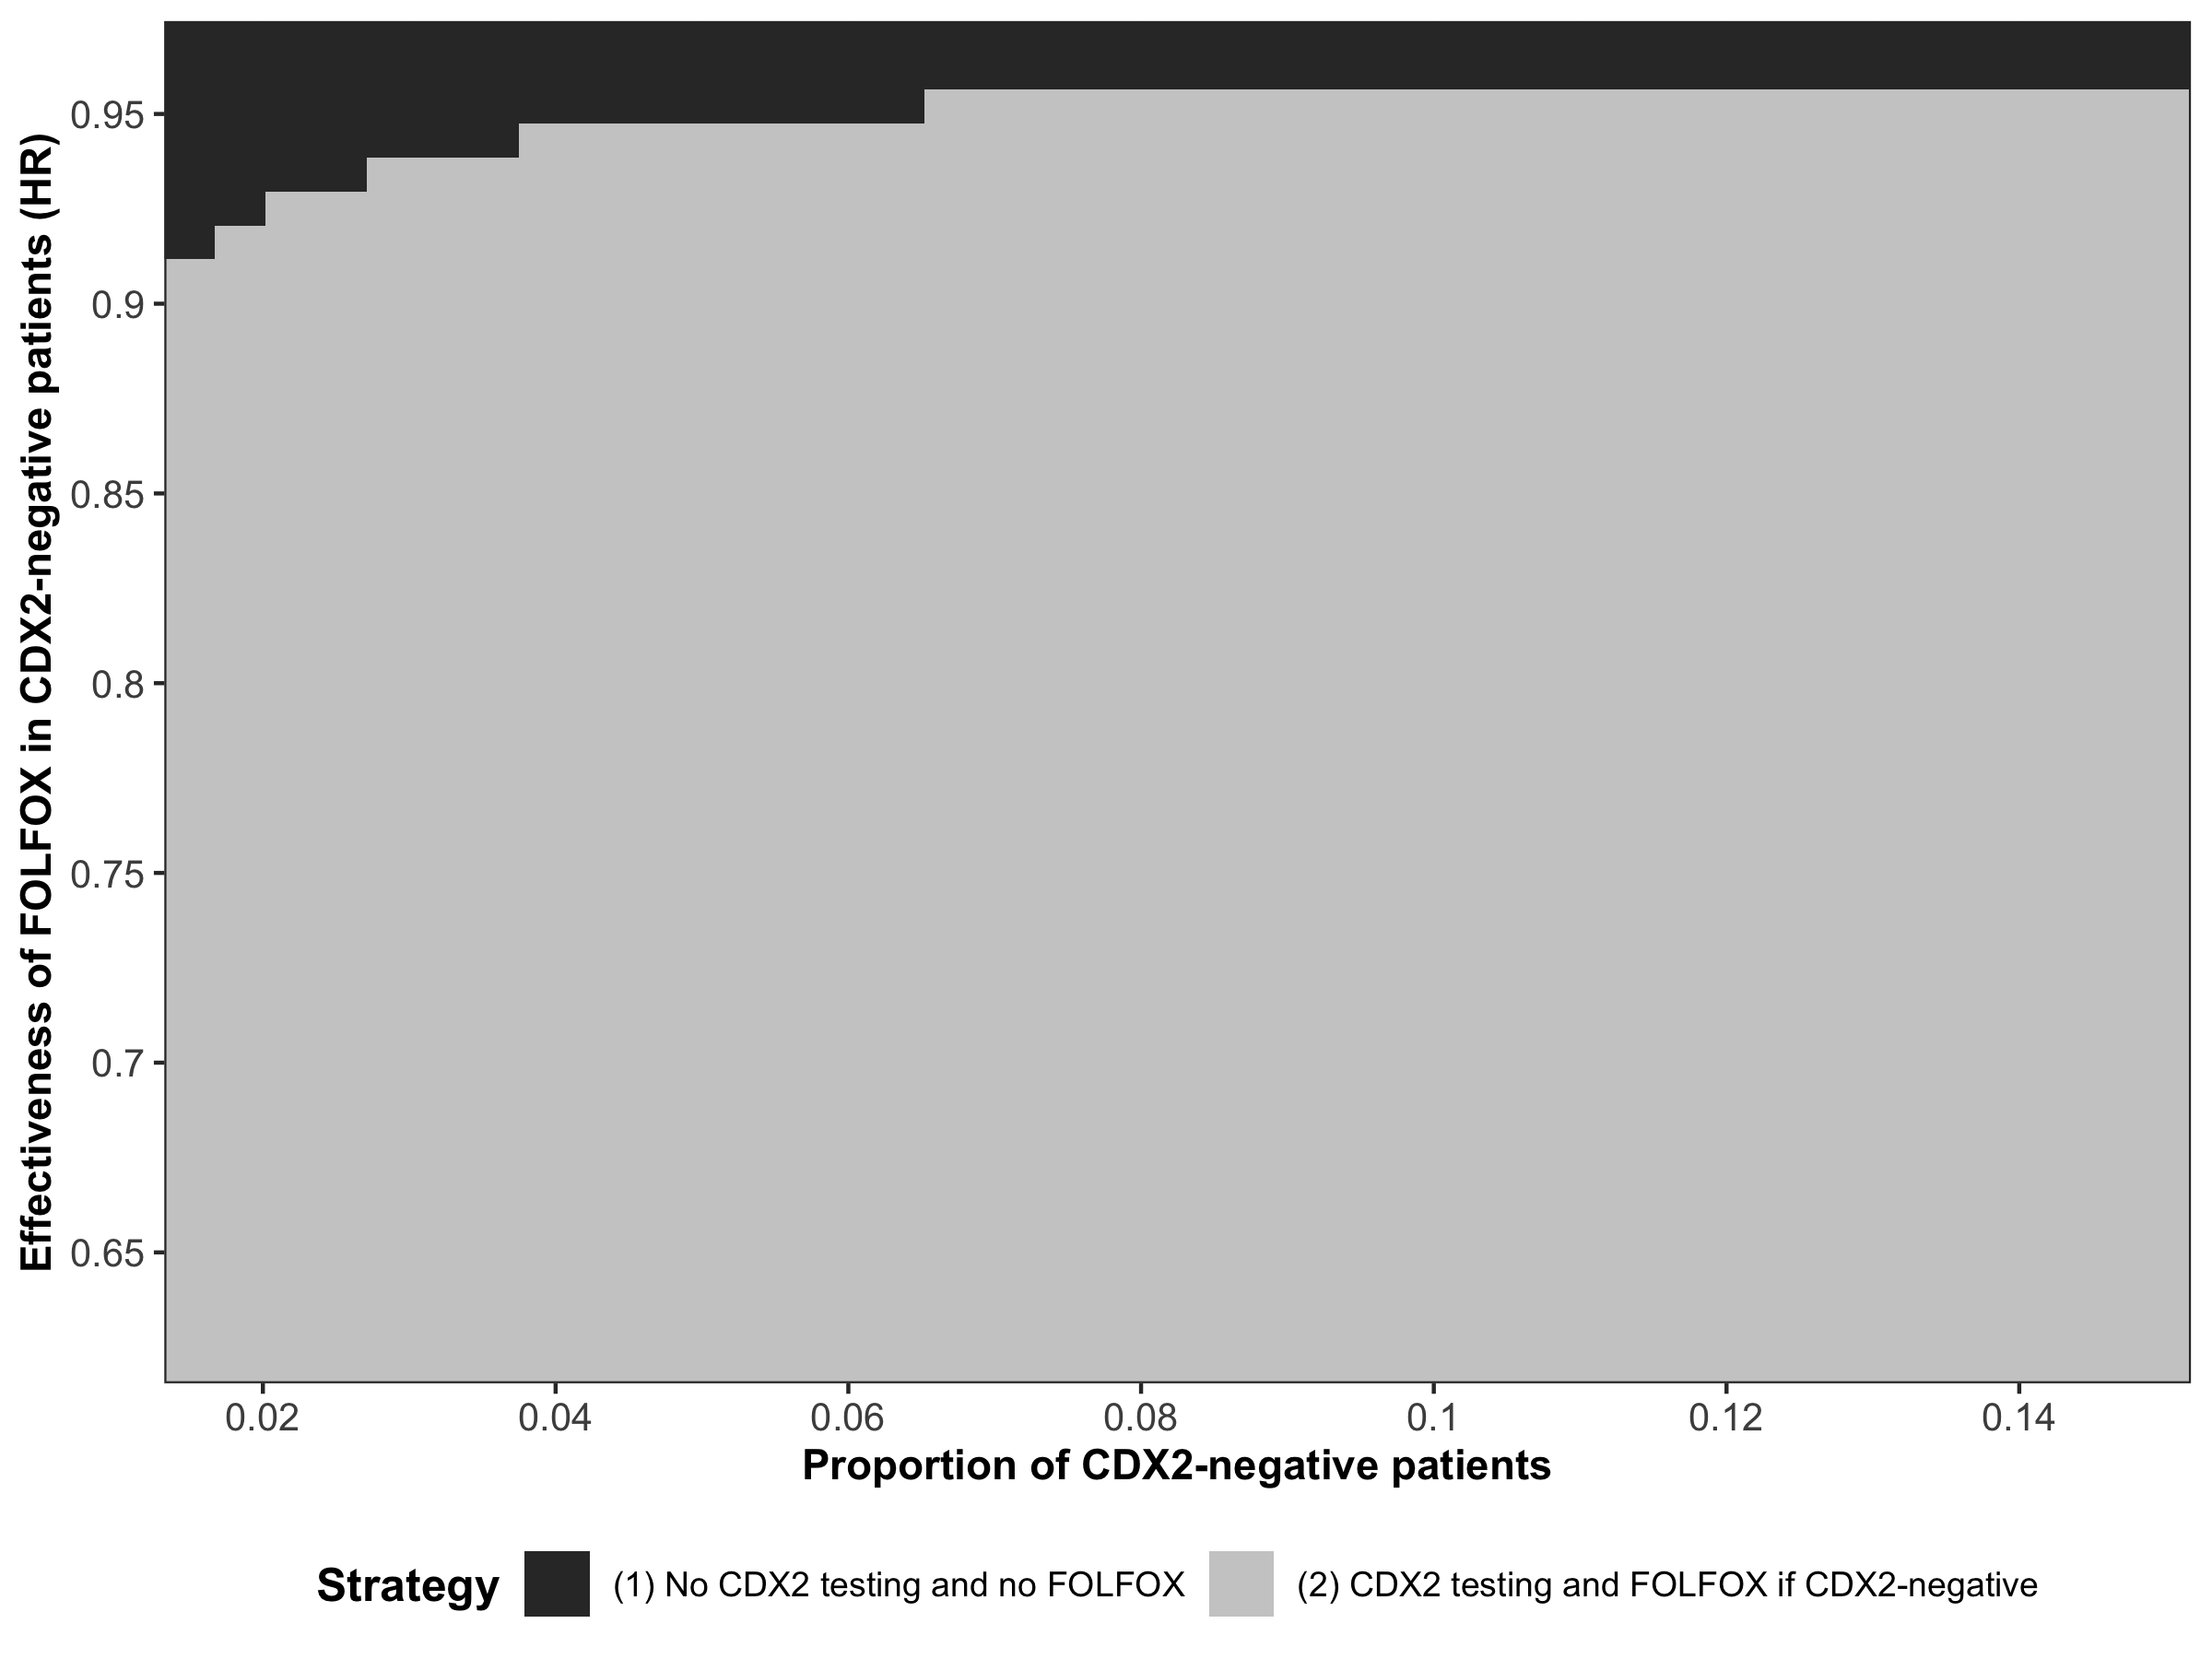 Effectiveness of FOLFOX in CDX2-negative patients (HR)
0.95
0.9
0.85
0.8
0.75
0.7
0.65
0.02 0.04 0.06 0.08 0.1 0.12 0.14
Proportion of CDX2-negative patients
Strategy (1) No CDX2 testing and no FOLFOX (2) CDX2 testing and FOLFOX if CDX2-negative